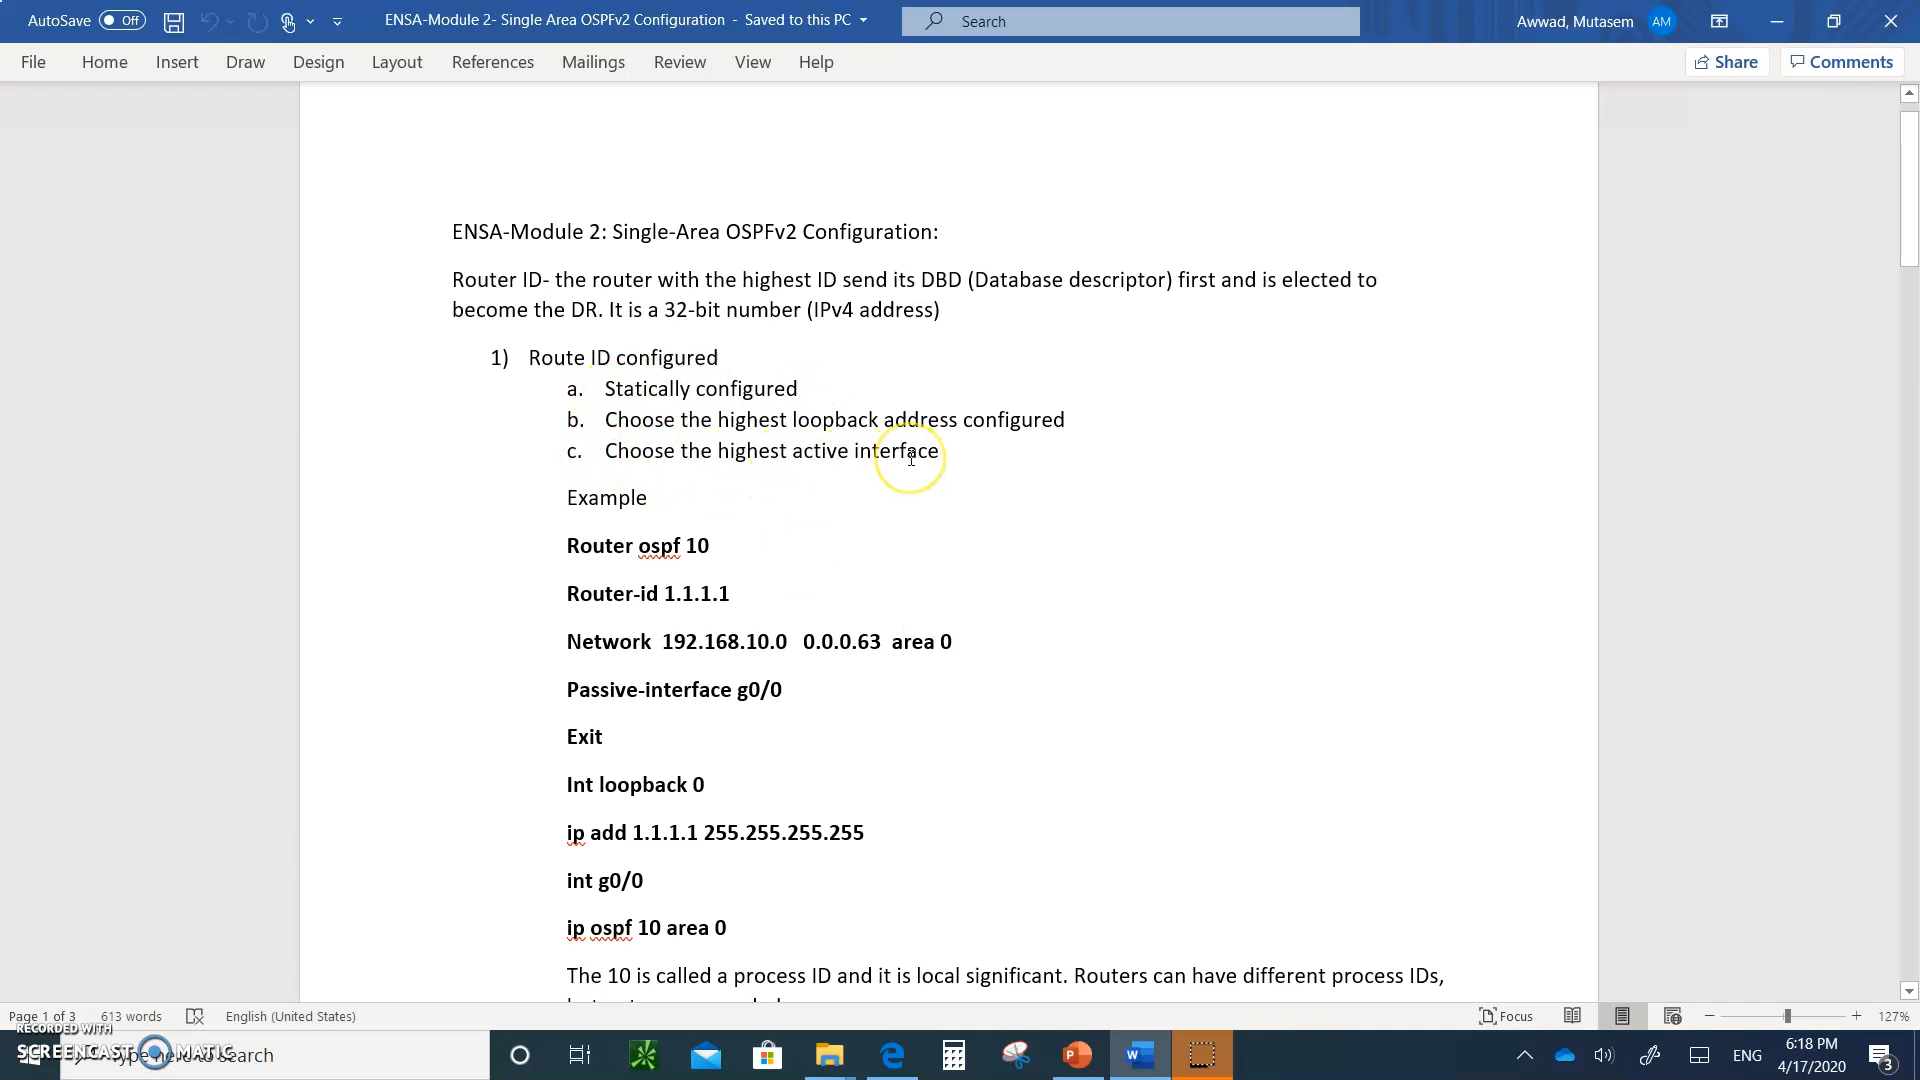 AutoSave Off
ENSA-Module 2- Single Area OSPFv2 Configuration - Saved to this PC
Search
Awwad, Mutasem AM
File Home Insert Draw Design Layout References Mailings Review View Help
Share Comments
ENSA-Module 2: Single-Area OSPFv2 Configuration:
Router ID- the router with the highest ID send its DBD (Database descriptor) first and is elected to
become the DR. It is a 32-bit number (IPv4 address)
1) Route ID configured
a. Statically configured
b. Choose the highest loopback address configured
c. Choose the highest active interface
Example
Router ospf 10
Router-id 1.1.1.1
Network 192.168.10.0 0.0.0.63 area 0
Passive-interface g0/0
Exit
Int loopback 0
ip add 1.1.1.1 255.255.255.255
int g0/0
ip ospf 10 area 0
The 10 is called a process ID and it is local significant. Routers can have different process IDs,
Page 1 of 3 613 words English (United States) Focus 127%
RECORDED WITH
SCREENCAST MATIC
Type here to search
ENG
6:18 PM
4/17/2020
3